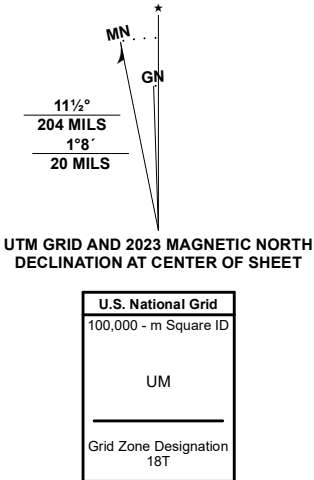 MN
GN
11½°
204 MILS
1°8´
20 MILS
UTM GRID AND 2023 MAGNETIC NORTH
DECLINATION AT CENTER OF SHEET
U.S. National Grid
100,000 - m Square ID
UM
Grid Zone Designation
18T